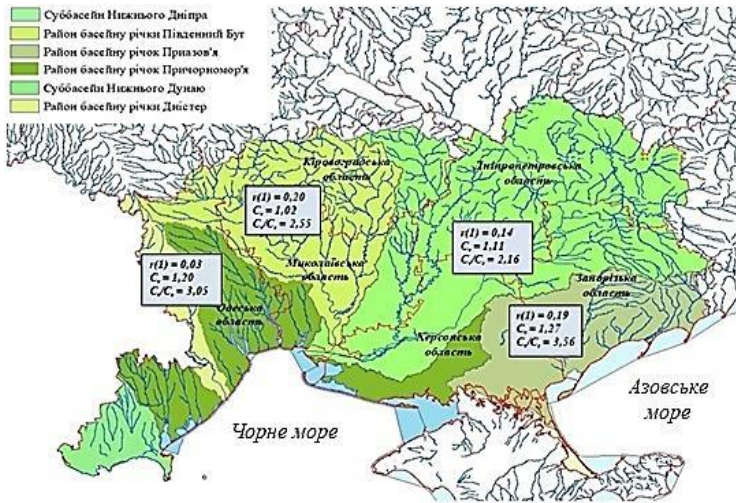 Суббасейн Нижнього Дніпра
Район басейну річки Південний Буг
Район басейну річок Приазов'я
Район басейну річок Причорномор'я
Суббасейн Нижнього Дунаю
Район басейну річки Дністер
Кіровоградська
область
Дніпропетровська
область
r(1) = 0,20
Cᵥ = 1,02
Cₛ/Cᵥ = 2,55
r(1) = 0,14
Cᵥ = 1,11
Cₛ/Cᵥ = 2,16
r(1) = 0,03
Cᵥ = 1,20
Cₛ/Cᵥ = 3,05
Миколаївська
область
Запорізька
область
Одеська
область
r(1) = 0,19
Cᵥ = 1,27
Cₛ/Cᵥ = 3,56
Херсонська
область
Азовське
море
Чорне море